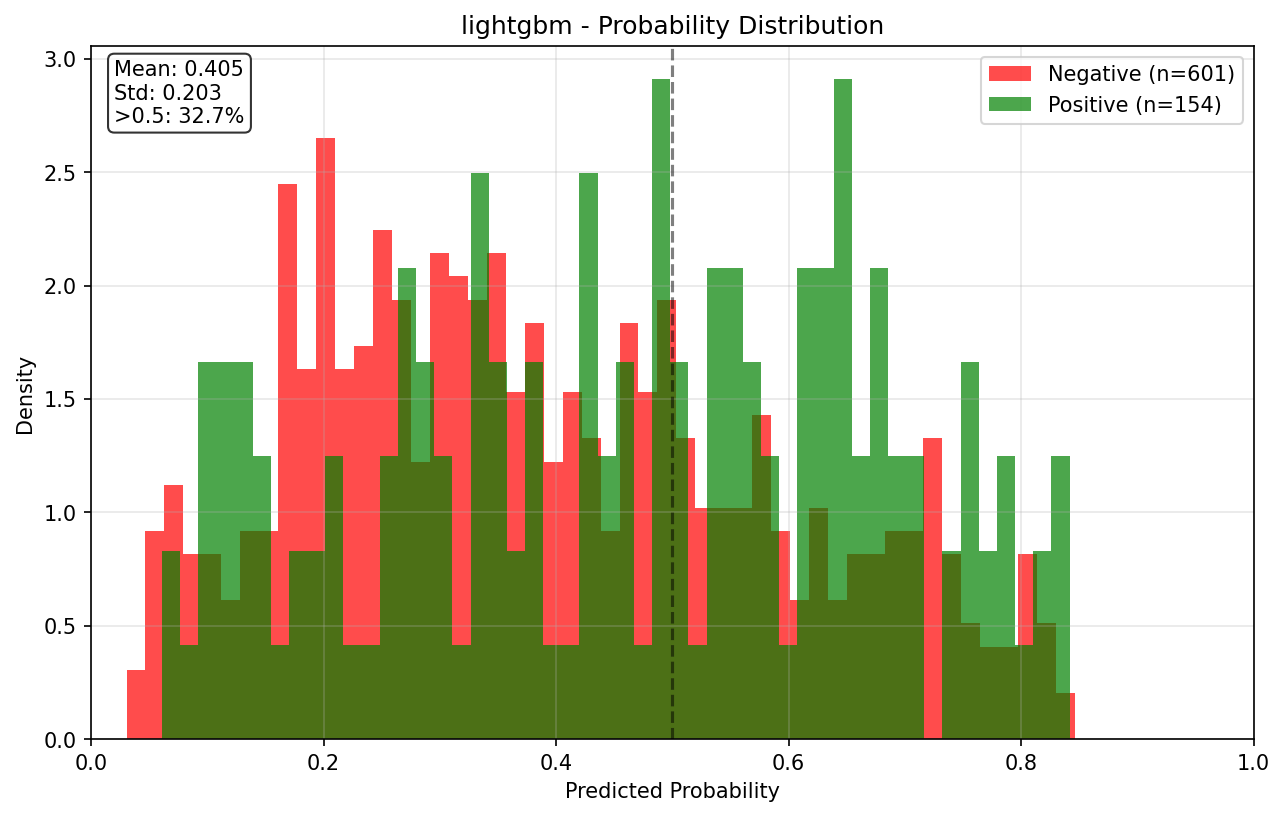 lightgbm - Probability Distribution
Mean: 0.405
Std: 0.203
>0.5: 32.7%
Negative (n=601)
Positive (n=154)
3.0
2.5
2.0
1.5
1.0
0.5
0.0
Density
0.0 0.2 0.4 0.6 0.8 1.0
Predicted Probability